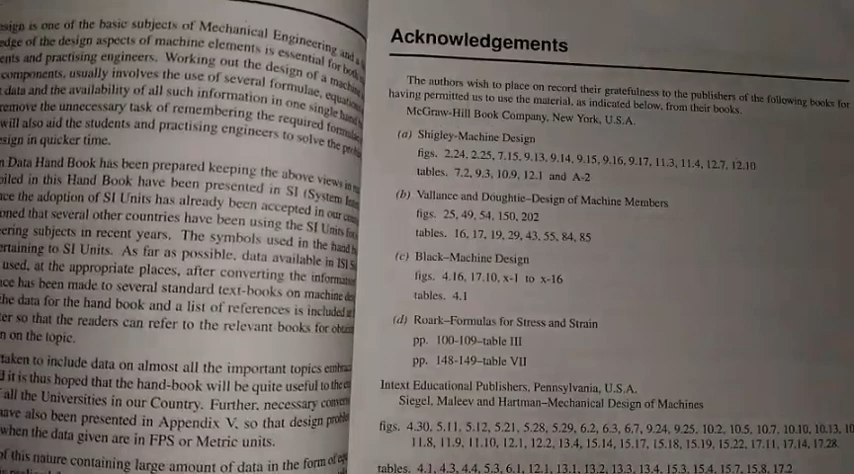 esign is one of the basic subjects of Mechanical Engineering and a
edge of the design aspects of machine elements is essential for both
ents and practising engineers. Working out the design of a machine
components, usually involves the use of several formulae, equations
data and the availability of all such information in one single hand
remove the unnecessary task of remembering the required formulae
will also aid the students and practising engineers to solve the
esign in quicker time.
n Data Hand Book has been prepared keeping the above views in
piled in this Hand Book have been presented in SI (System
nce the adoption of SI Units has already been accepted in our
oned that several other countries have been using the SI Units
ering subjects in recent years. The symbols used in the hand
ertaining to SI Units. As far as possible, data available in ISI
used, at the appropriate places, after converting the information
nce has been made to several standard text-books on machine
the data for the hand book and a list of references is included
ter so that the readers can refer to the relevant books for
n on the topic.
taken to include data on almost all the important topics
d it is thus hoped that the hand-book will be quite useful to the
all the Universities in our Country. Further, necessary
have also been presented in Appendix V, so that design
when the data given are in FPS or Metric units.
of this nature containing large amount of data in the form of
Acknowledgements
The authors wish to place on record their gratefulness to the publishers of the following books for
having permitted us to use the material, as indicated below, from their books.
McGraw-Hill Book Company, New York, U.S.A.
(a) Shigley-Machine Design
figs. 2.24, 2.25, 7.15, 9.13, 9.14, 9.15, 9.16, 9.17, 11.3, 11.4, 12.7, 12.10
tables. 7.2, 9.3, 10.9, 12.1 and A-2
(b) Vallance and Doughtie–Design of Machine Members
figs. 25, 49, 54, 150, 202
tables. 16, 17, 19, 29, 43, 55, 84, 85
(c) Black–Machine Design
figs. 4.16, 17.10, x-1 to x-16
tables. 4.1
(d) Roark–Formulas for Stress and Strain
pp. 100-109–table III
pp. 148-149–table VII
Intext Educational Publishers, Pennsylvania, U.S.A.
Siegel, Maleev and Hartman–Mechanical Design of Machines
figs. 4.30, 5.11, 5.12, 5.21, 5.28, 5.29, 6.2, 6.3, 6.7, 9.24, 9.25, 10.2, 10.5, 10.7, 10.10, 10.13, 10
11.8, 11.9, 11.10, 12.1, 12.2, 13.4, 15.14, 15.17, 15.18, 15.19, 15.22, 17.11, 17.14, 17.28
tables. 4.1, 4.3, 4.4, 5.3, 6.1, 12.1, 13.1, 13.2, 13.3, 13.4, 15.3, 15.4, 15.7, 15.8, 17.2